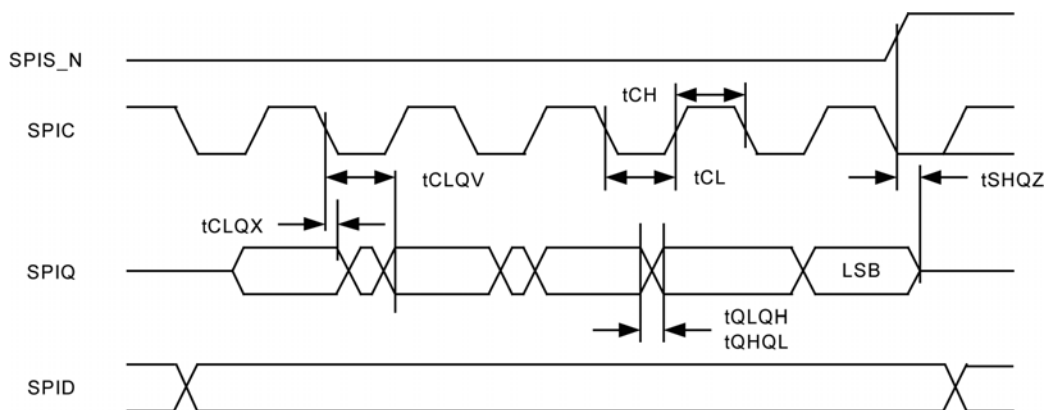 SPIS_N
SPIC
tCH
tCLQV
tCL
tSHQZ
tCLQX
SPIQ
LSB
tQLQH
tQHQL
SPID